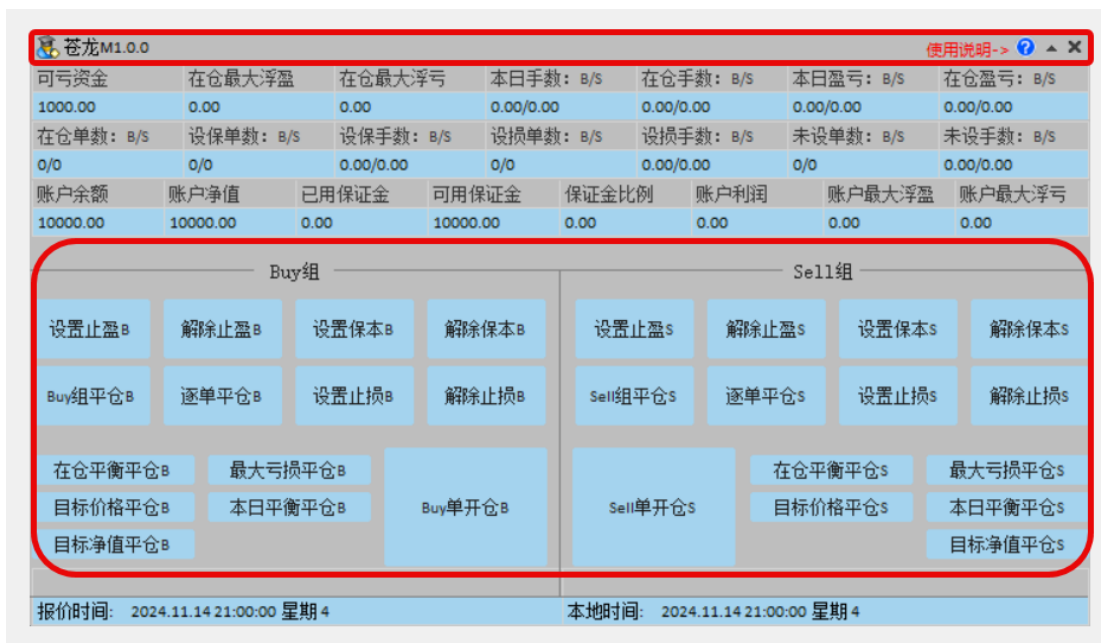 苍龙M1.0.0 使用说明->
可亏资金 在仓最大浮盈 在仓最大浮亏 本日手数：B/S 在仓手数：B/S 本日盈亏：B/S 在仓盈亏：B/S
1000.00 0.00 0.00 0.00/0.00 0.00/0.00 0.00/0.00 0.00/0.00
在仓单数：B/S 设保单数：B/S 设保手数：B/S 设损单数：B/S 设损手数：B/S 未设单数：B/S 未设手数：B/S
0/0 0/0 0.00/0.00 0/0 0.00/0.00 0/0 0.00/0.00
账户余额 账户净值 已用保证金 可用保证金 保证金比例 账户利润 账户最大浮盈 账户最大浮亏
10000.00 10000.00 0.00 10000.00 0.00 0.00 0.00 0.00
Buy组 Sell组
设置止盈B 解除止盈B 设置保本B 解除保本B 设置止盈S 解除止盈S 设置保本S 解除保本S
Buy组平仓B 逐单平仓B 设置止损B 解除止损B Sell组平仓S 逐单平仓S 设置止损S 解除止损S
在仓平衡平仓B 最大亏损平仓B 在仓平衡平仓S 最大亏损平仓S
目标价格平仓B 本日平衡平仓B Buy单开仓B Sell单开仓S 目标价格平仓S 本日平衡平仓S
目标净值平仓B 目标净值平仓S
报价时间: 2024.11.14 21:00:00 星期4 本地时间: 2024.11.14 21:00:00 星期4